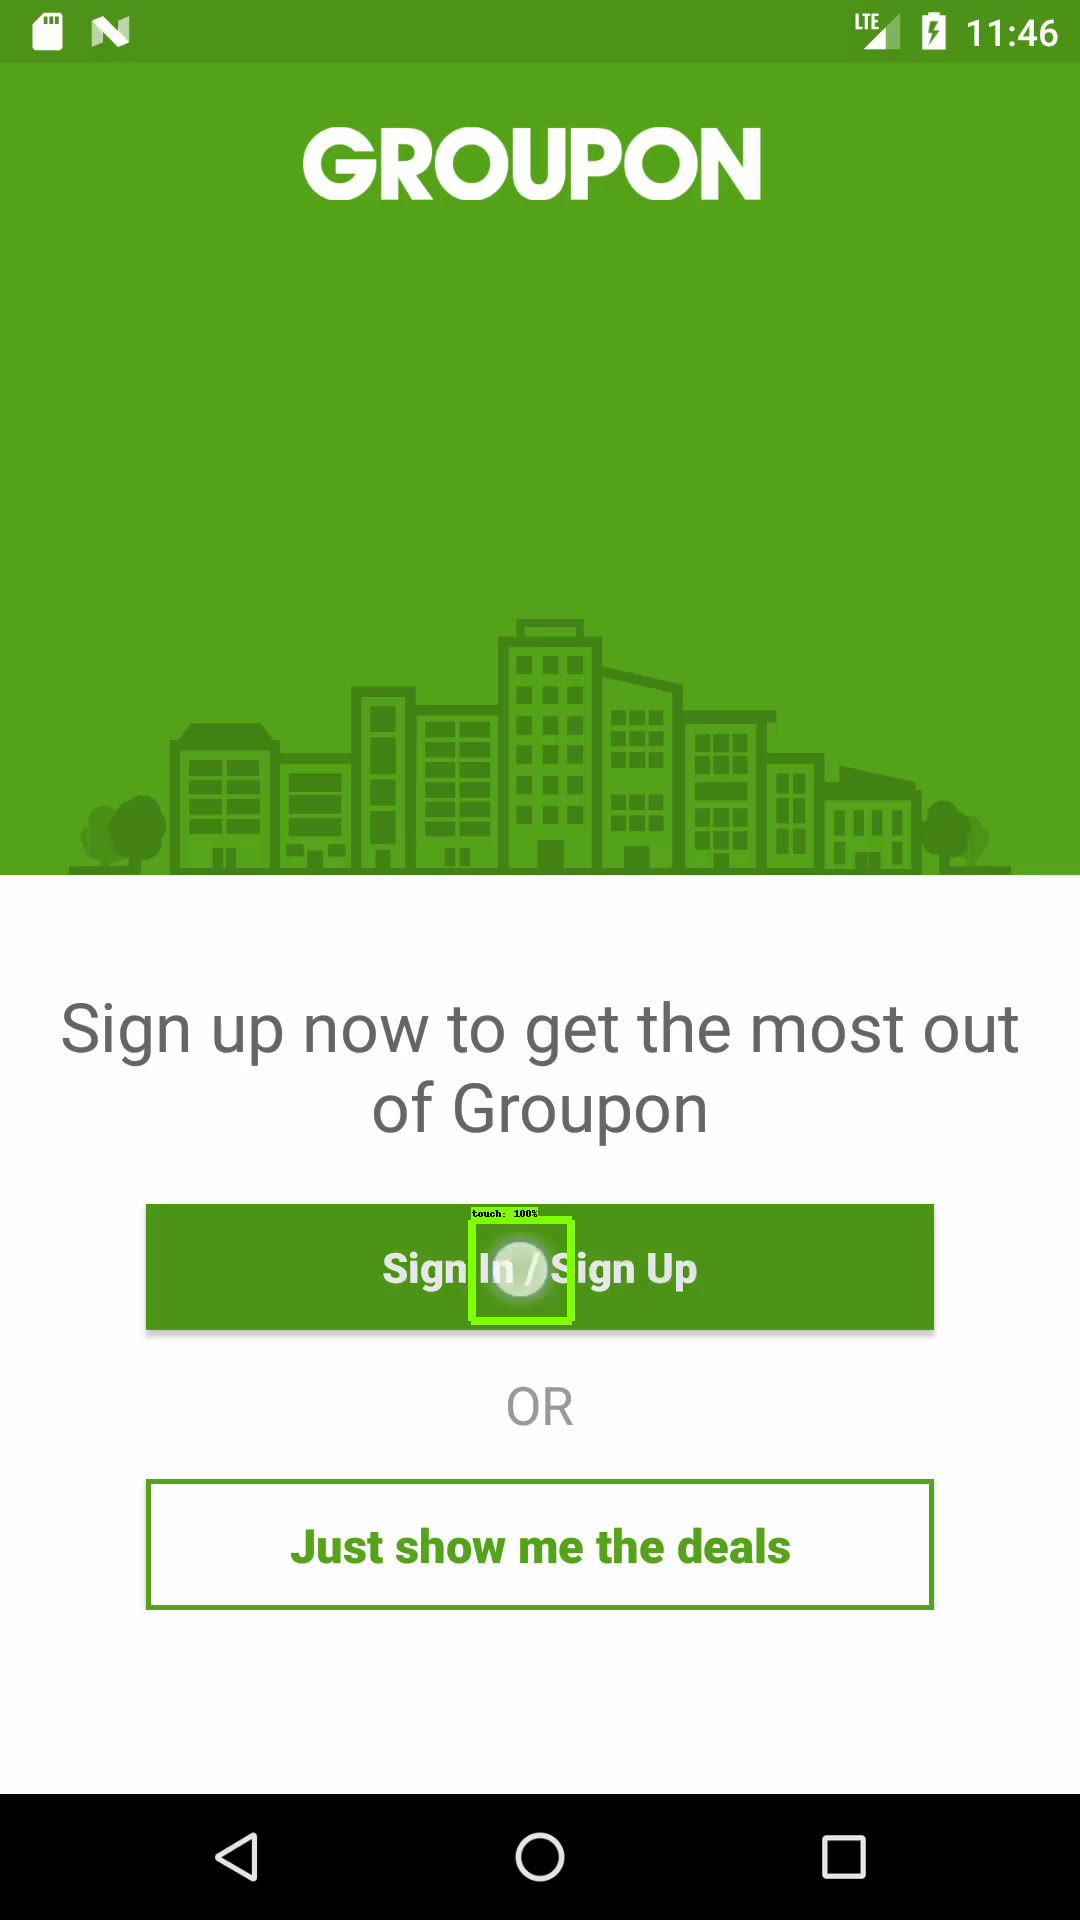 LTE 11:46
GROUPON
Sign up now to get the most out
of Groupon
touch: 100%
Sign In / Sign Up
OR
Just show me the deals